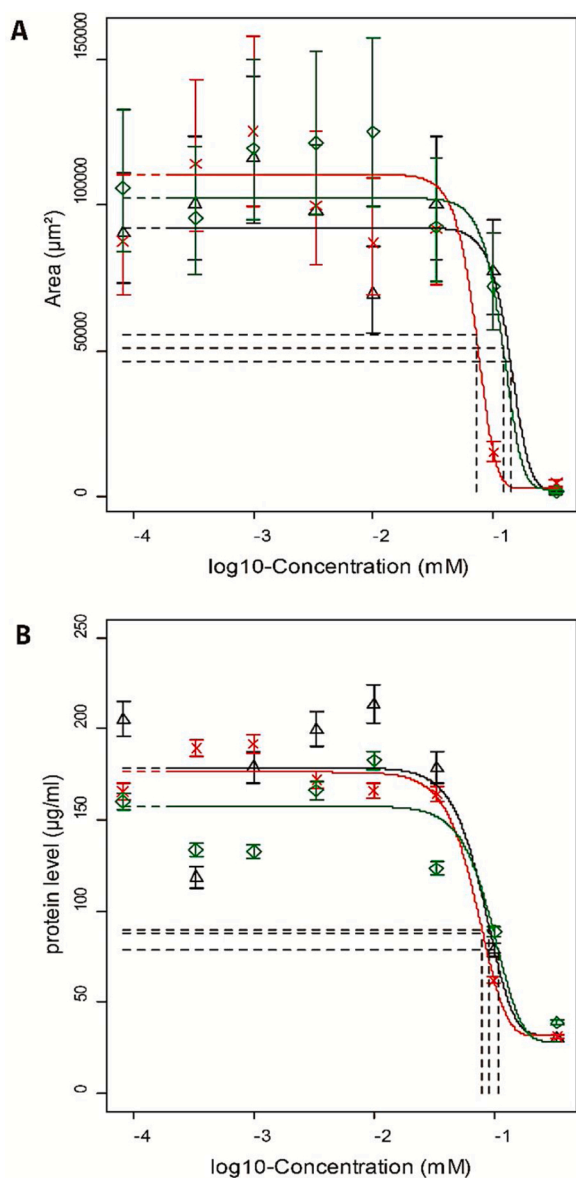 A
150000
100000
50000
0
Area (µm²)
-4 -3 -2 -1
log10-Concentration (mM)
B
250
200
150
100
50
0
protein level (µg/ml)
-4 -3 -2 -1
log10-Concentration (mM)